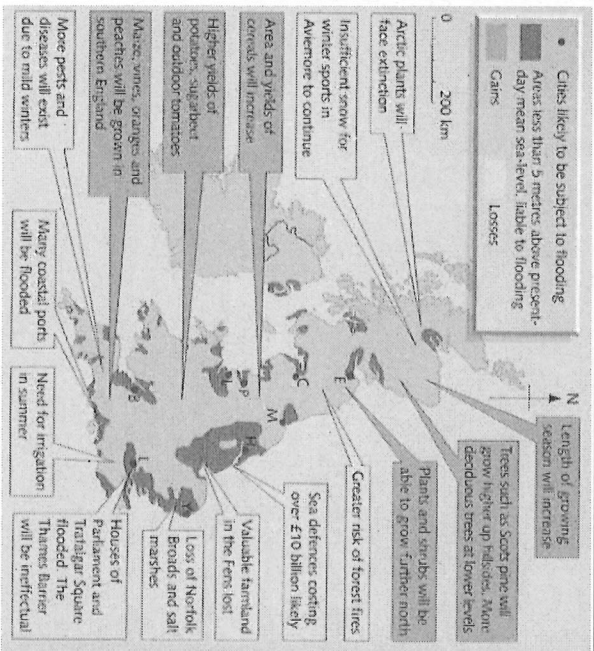 Cities likely to be subject to flooding
Areas less than 5 metres above present-
day mean sea-level, liable to flooding
Gains
Losses
0
200 km
N
Arctic plants will
face extinction
Insufficient snow for
winter sports in
Aviemore to continue
Area and yields of
cereals will increase
Higher yields of
potatoes, sugarbeet
and outdoor tomatoes
Maize, vines, oranges and
peaches will be grown in
southern England
More pests and
diseases will exist
due to mild winters
Many coastal ports
will be flooded
Need for irrigation
in summer
Length of growing
season will increase
Trees such as Scots pine will
grow higher up hillsides. More
deciduous trees at lower levels
Plants and shrubs will be
able to grow further north
Greater risk of forest fires
Sea defences costing
over £10 billion likely
Valuable farmland
in the Fens lost
Loss of Norfolk
Broads and salt
marshes
Houses of
Parliament and
Trafalgar Square
flooded. The
Thames Barrier
will be ineffectual
E
C
M
P
L
H
B
L
Y